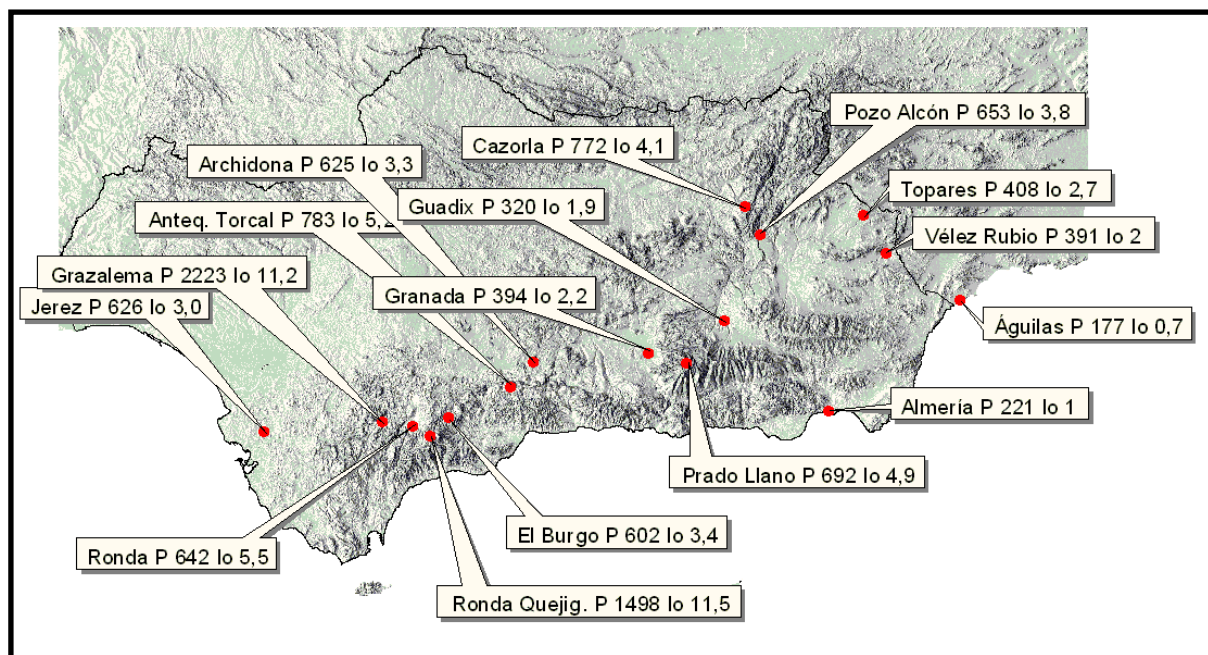 Pozo Alcón P 653 Io 3,8
Cazorla P 772 Io 4,1
Archidona P 625 Io 3,3
Topares P 408 Io 2,7
Guadix P 320 Io 1,9
Anteq. Torcal P 783 Io 5,2
Vélez Rubio P 391 Io 2
Grazalema P 2223 Io 11,2
Granada P 394 Io 2,2
Jerez P 626 Io 3,0
Águilas P 177 Io 0,7
Almería P 221 Io 1
Prado Llano P 692 Io 4,9
El Burgo P 602 Io 3,4
Ronda P 642 Io 5,5
Ronda Quejig. P 1498 Io 11,5